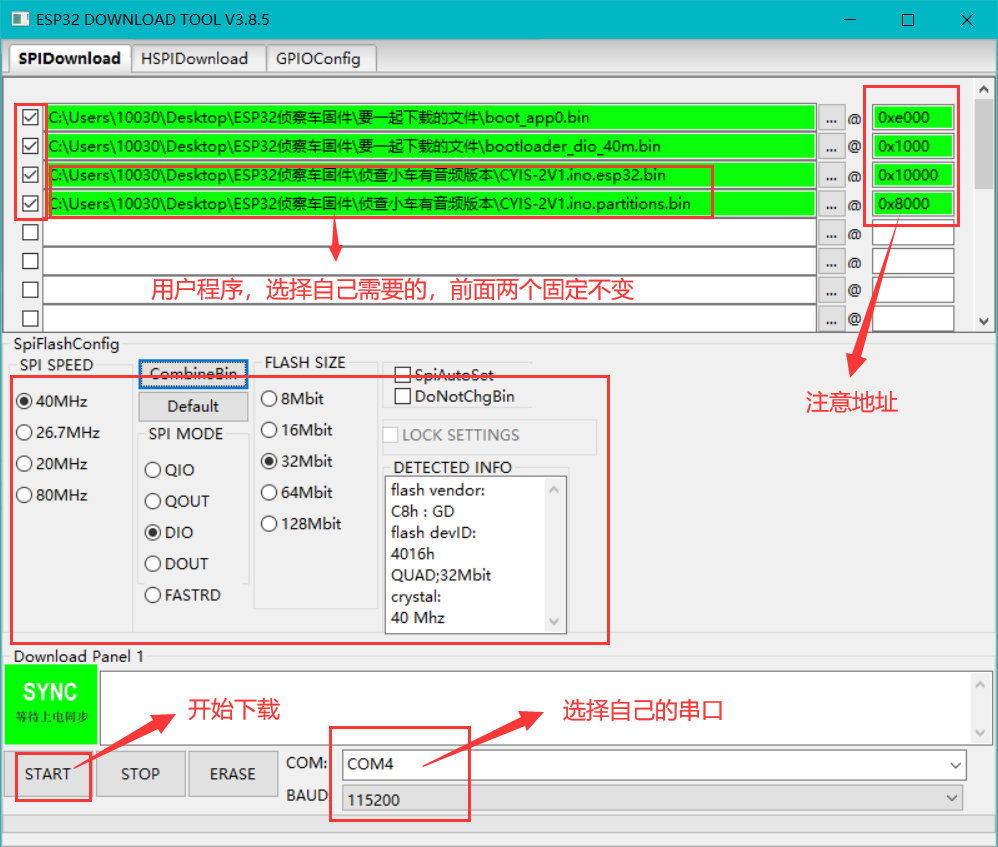 ESP32 DOWNLOAD TOOL V3.8.5
SPIDownload HSPIDownload GPIOConfig
C:\Users\10030\Desktop\ESP32侦察车固件\要一起下载的文件\boot_app0.bin ... @ 0xe000
C:\Users\10030\Desktop\ESP32侦察车固件\要一起下载的文件\bootloader_dio_40m.bin ... @ 0x1000
C:\Users\10030\Desktop\ESP32侦察车固件\侦查小车有音频版本\CYIS-2V1.ino.esp32.bin ... @ 0x10000
C:\Users\10030\Desktop\ESP32侦察车固件\侦查小车有音频版本\CYIS-2V1.ino.partitions.bin ... @ 0x8000
... @
... @
... @
... @
用户程序，选择自己需要的，前面两个固定不变
注意地址
SpiFlashConfig
SPI SPEED
40MHz
26.7MHz
20MHz
80MHz
CombineBin
Default
SPI MODE
QIO
QOUT
DIO
DOUT
FASTRD
FLASH SIZE
8Mbit
16Mbit
32Mbit
64Mbit
128Mbit
SpiAutoSet
DoNotChgBin
LOCK SETTINGS
DETECTED INFO
flash vendor:
C8h : GD
flash devID:
4016h
QUAD;32Mbit
crystal:
40 Mhz
Download Panel 1
SYNC
等待上电同步
开始下载
选择自己的串口
START STOP ERASE
COM: COM4
BAUD 115200